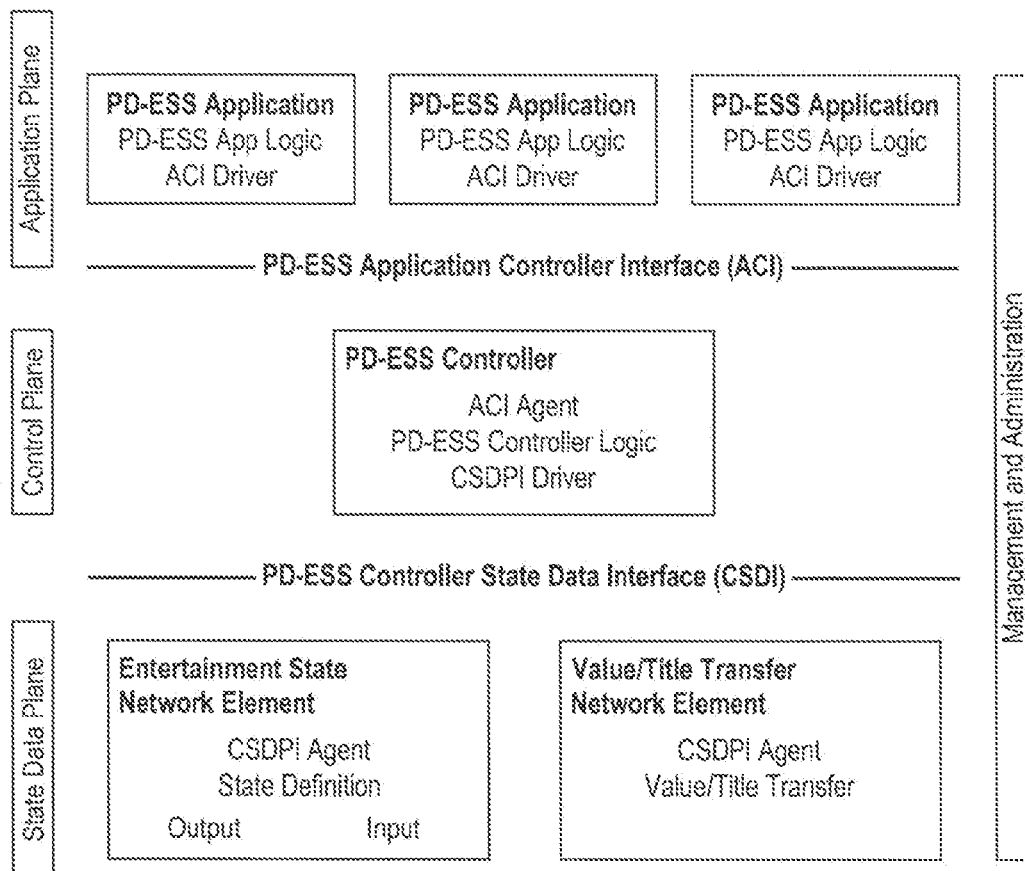 Application Plane
PD-ESS Application
PD-ESS App Logic
ACI Driver
PD-ESS Application
PD-ESS App Logic
ACI Driver
PD-ESS Application
PD-ESS App Logic
ACI Driver
PD-ESS Application Controller Interface (ACI)
Control Plane
PD-ESS Controller
ACI Agent
PD-ESS Controller Logic
CSDPI Driver
Management and Administration
PD-ESS Controller State Data Interface (CSDI)
State Data Plane
Entertainment State
Network Element
CSDPI Agent
State Definition
Output Input
Value/Title Transfer
Network Element
CSDPI Agent
Value/Title Transfer